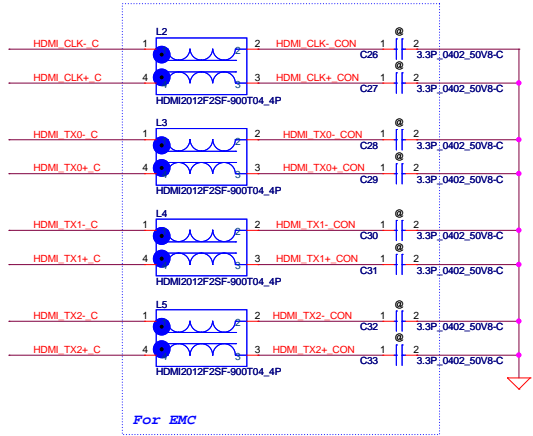 L2 @
HDMI_CLK-_C 1 2 HDMI_CLK-_CON 1 2
C26 @ 3.3P_0402_50V8-C
HDMI_CLK+_C 4 3 HDMI_CLK+_CON 1 2
C27 3.3P_0402_50V8-C
HDMI2012F2SF-900T04_4P
L3 @
HDMI_TX0-_C 1 2 HDMI_TX0-_CON 1 2
C28 @ 3.3P_0402_50V8-C
HDMI_TX0+_C 4 3 HDMI_TX0+_CON 1 2
C29 3.3P_0402_50V8-C
HDMI2012F2SF-900T04_4P
L4 @
HDMI_TX1-_C 1 2 HDMI_TX1-_CON 1 2
C30 @ 3.3P_0402_50V8-C
HDMI_TX1+_C 4 3 HDMI_TX1+_CON 1 2
C31 3.3P_0402_50V8-C
HDMI2012F2SF-900T04_4P
L5 @
HDMI_TX2-_C 1 2 HDMI_TX2-_CON 1 2
C32 @ 3.3P_0402_50V8-C
HDMI_TX2+_C 4 3 HDMI_TX2+_CON 1 2
C33 3.3P_0402_50V8-C
HDMI2012F2SF-900T04_4P
For EMC